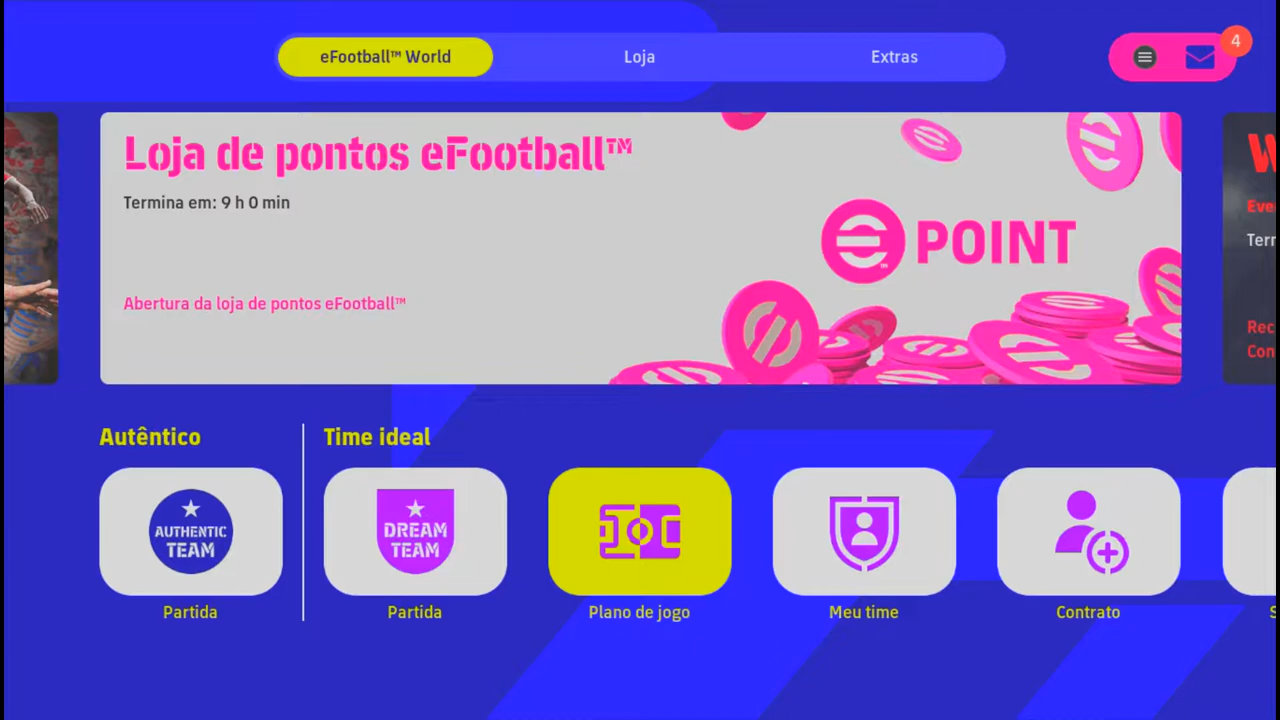 eFootball™ World
Loja
Extras
4
Loja de pontos eFootball™
Termina em: 9 h 0 min
POINT
Abertura da loja de pontos eFootball™
Autêntico
Time ideal
AUTHENTIC
TEAM
DREAM
TEAM
Partida
Partida
Plano de jogo
Meu time
Contrato